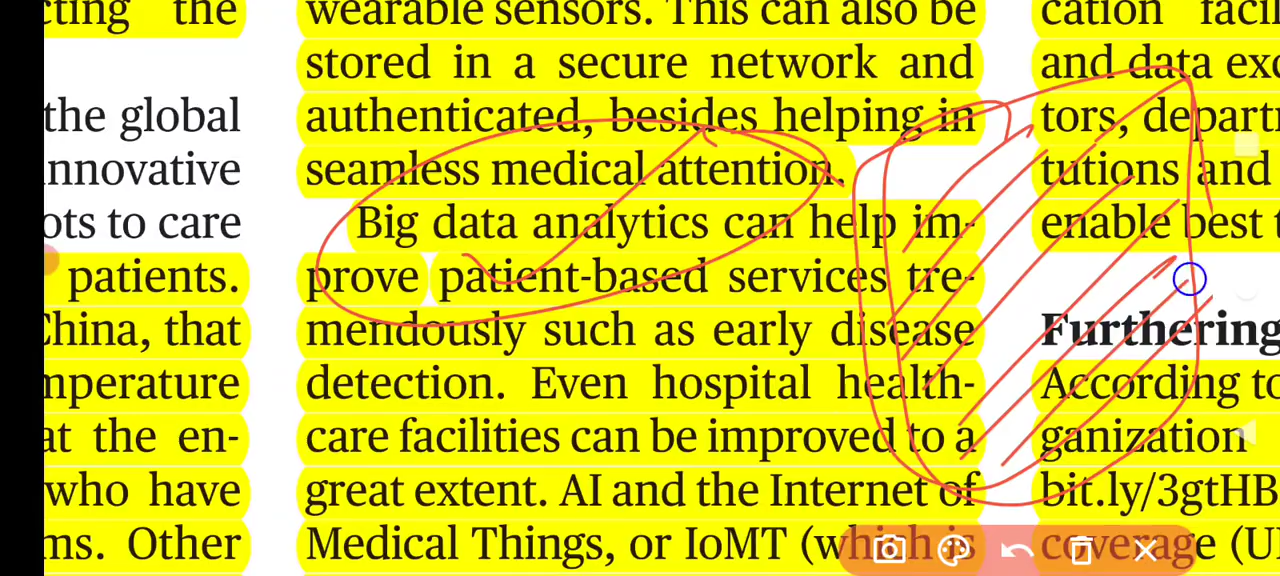 cting the
the global
innovative
ots to care
patients.
China, that
mperature
at the en-
who have
ms. Other
wearable sensors. This can also be
stored in a secure network and
authenticated, besides helping in
seamless medical attention.
Big data analytics can help im-
prove patient-based services tre-
mendously such as early disease
detection. Even hospital health-
care facilities can be improved to a
great extent. AI and the Internet of
Medical Things, or IoMT (which is
cation facil
and data exc
tors, depart
tutions and
enable best t
Furthering
According to
ganization
bit.ly/3gtHB
coverage (U